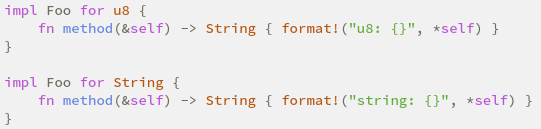 impl Foo for u8 {
    fn method(&self) -> String { format!("u8: {}", *self) }
}

impl Foo for String {
    fn method(&self) -> String { format!("string: {}", *self) }
}